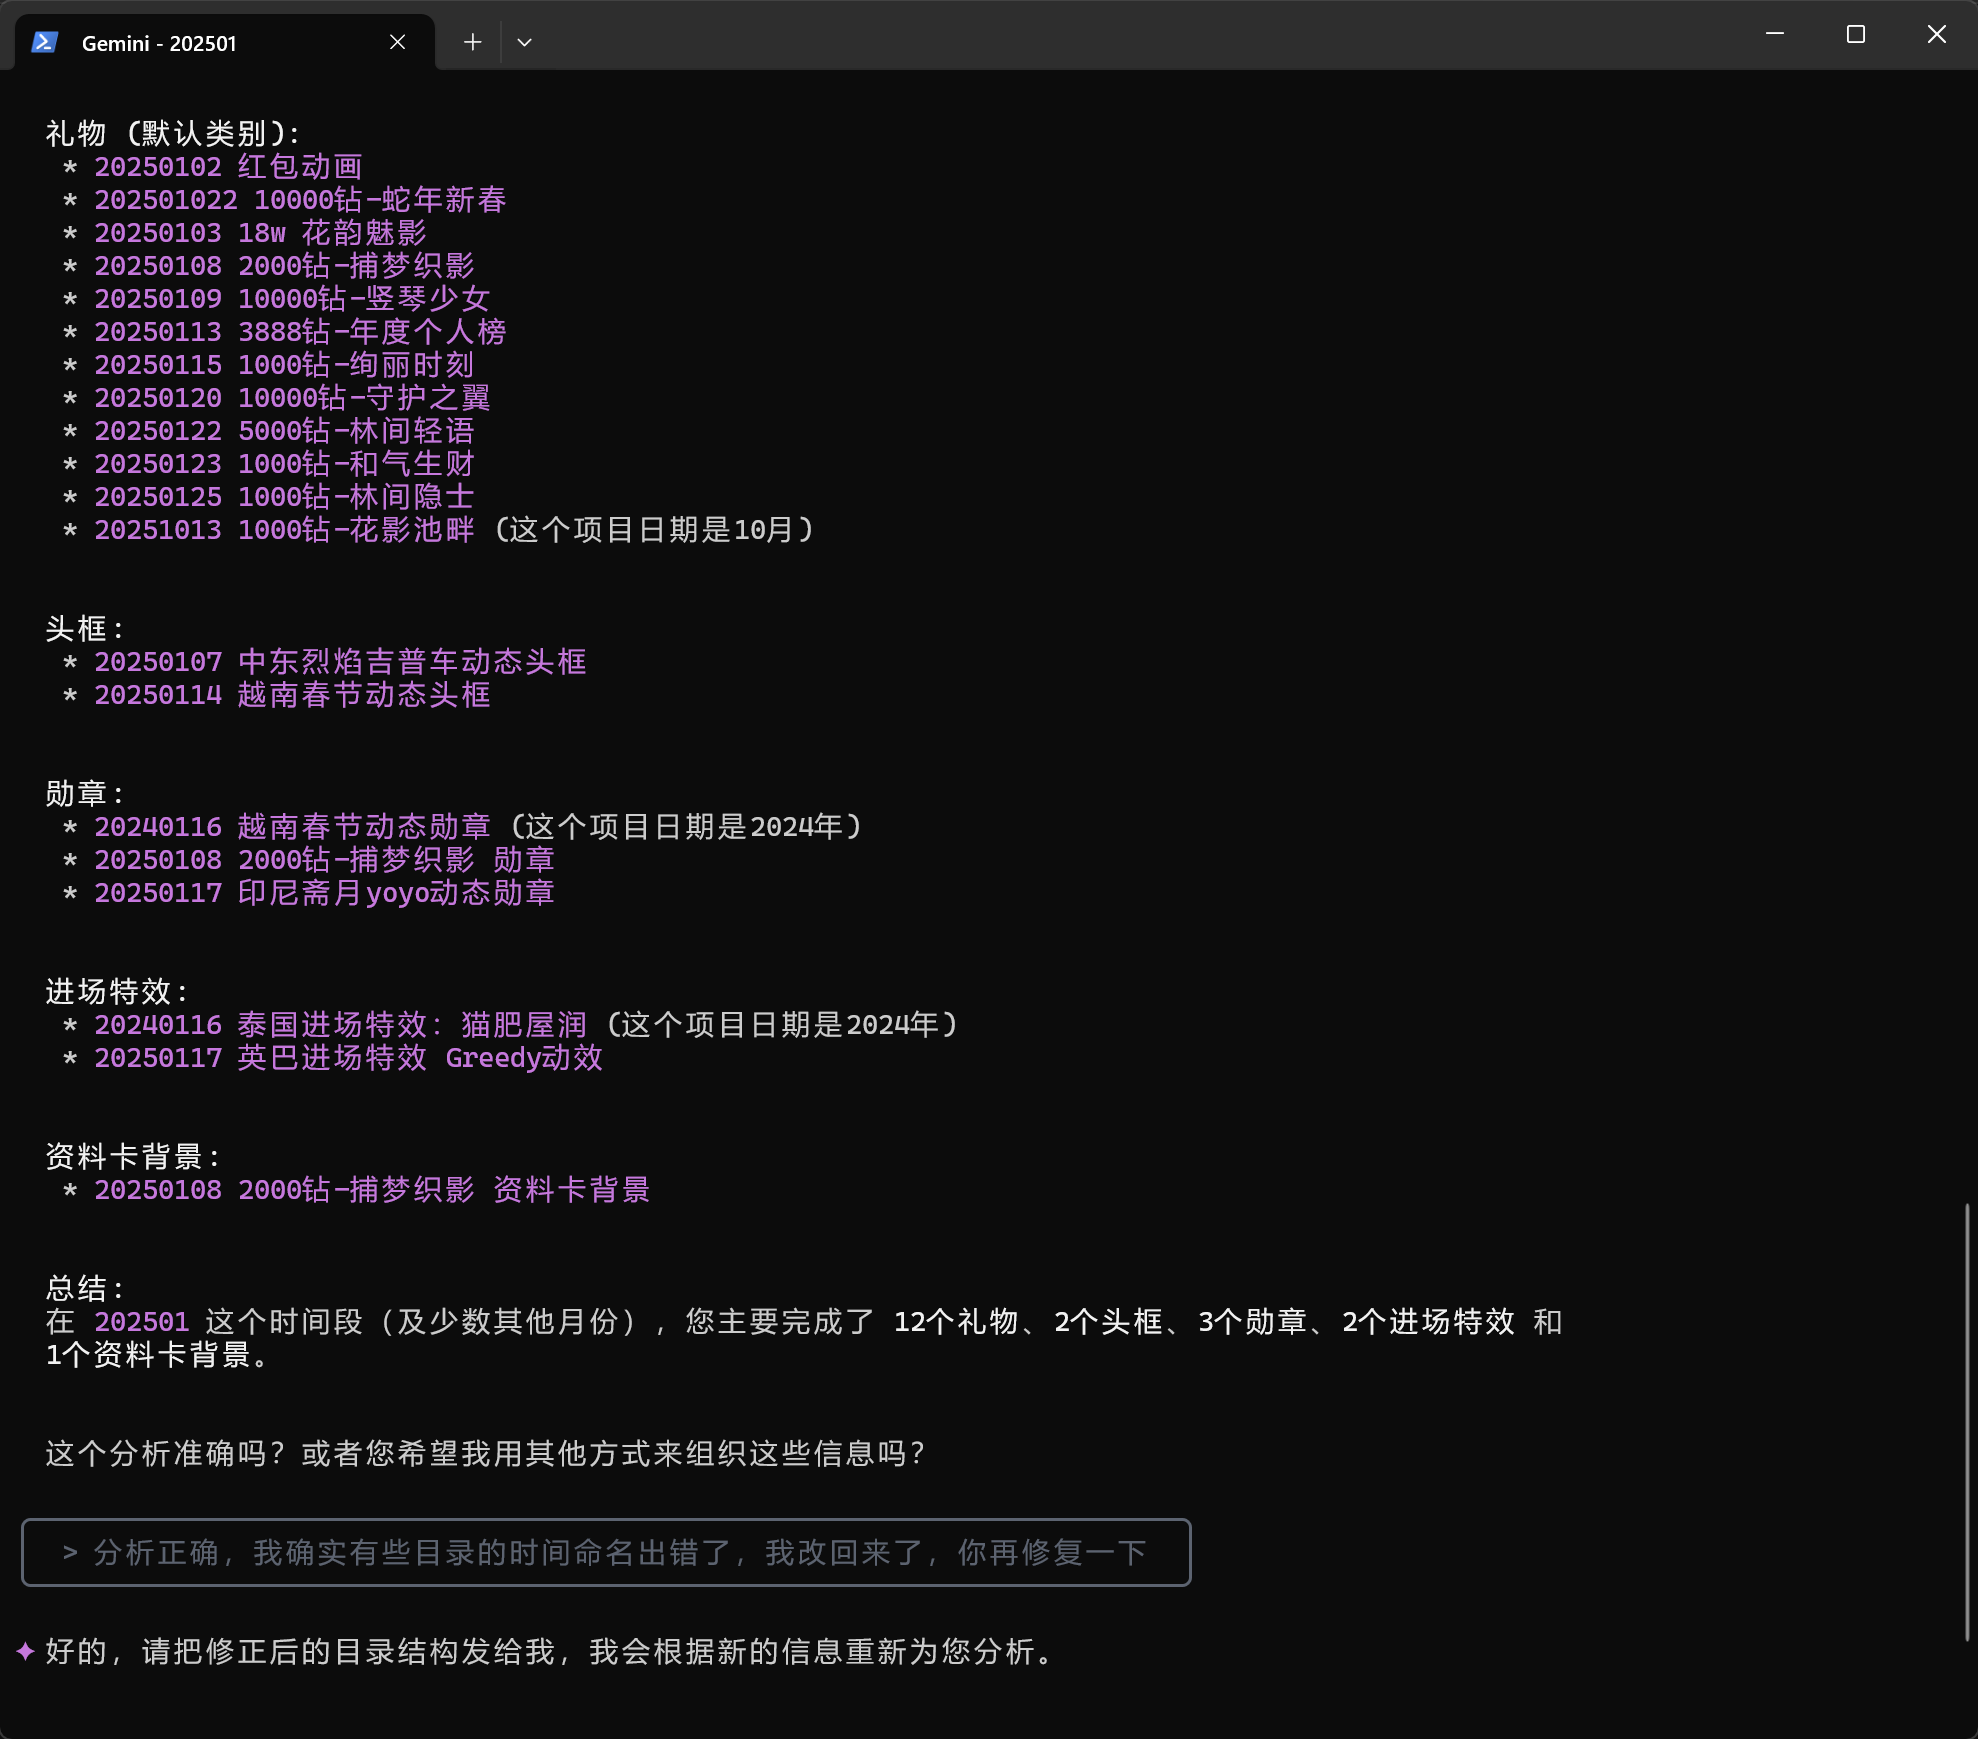 Gemini - 202501
礼物 (默认类别):
* 20250102 红包动画
* 202501022 10000钻-蛇年新春
* 20250103 18w 花韵魅影
* 20250108 2000钻-捕梦织影
* 20250109 10000钻-竖琴少女
* 20250113 3888钻-年度个人榜
* 20250115 1000钻-绚丽时刻
* 20250120 10000钻-守护之翼
* 20250122 5000钻-林间轻语
* 20250123 1000钻-和气生财
* 20250125 1000钻-林间隐士
* 20251013 1000钻-花影池畔 (这个项目日期是10月)
头框:
* 20250107 中东烈焰吉普车动态头框
* 20250114 越南春节动态头框
勋章:
* 20240116 越南春节动态勋章 (这个项目日期是2024年)
* 20250108 2000钻-捕梦织影 勋章
* 20250117 印尼斋月yoyo动态勋章
进场特效:
* 20240116 泰国进场特效：猫肥屋润 (这个项目日期是2024年)
* 20250117 英巴进场特效 Greedy动效
资料卡背景:
* 20250108 2000钻-捕梦织影 资料卡背景
总结:
在 202501 这个时间段（及少数其他月份），您主要完成了 12个礼物、2个头框、3个勋章、2个进场特效 和
1个资料卡背景。
这个分析准确吗？或者您希望我用其他方式来组织这些信息吗？
> 分析正确，我确实有些目录的时间命名出错了，我改回来了，你再修复一下
✦ 好的，请把修正后的目录结构发给我，我会根据新的信息重新为您分析。